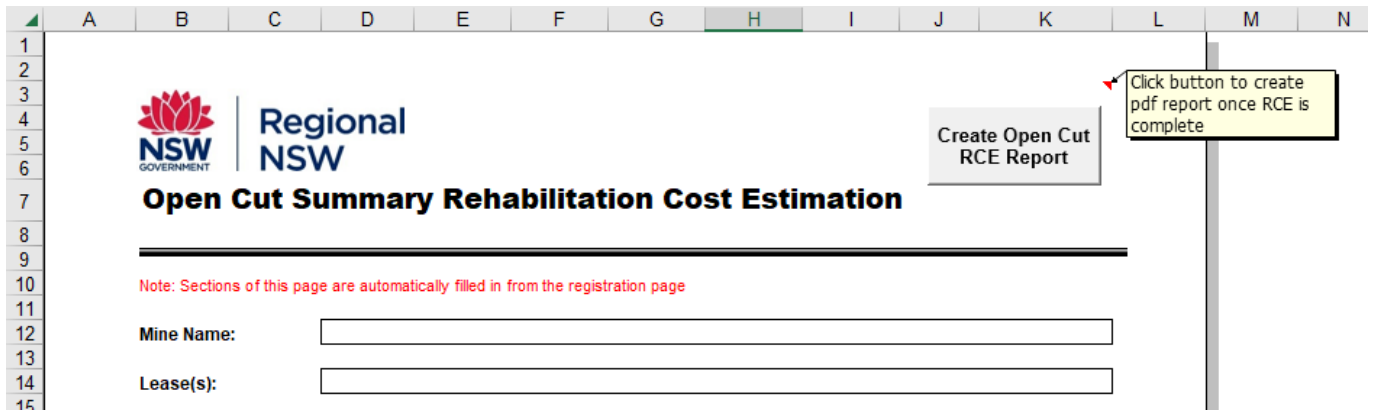 A B C D E F G H I J K L M N
1
2
3
4
5
6
7
8
9
10
11
12
13
14
15
NSW
GOVERNMENT
Regional
NSW
Create Open Cut
RCE Report
Click button to create
pdf report once RCE is
complete
Open Cut Summary Rehabilitation Cost Estimation
Note: Sections of this page are automatically filled in from the registration page
Mine Name:
Lease(s):